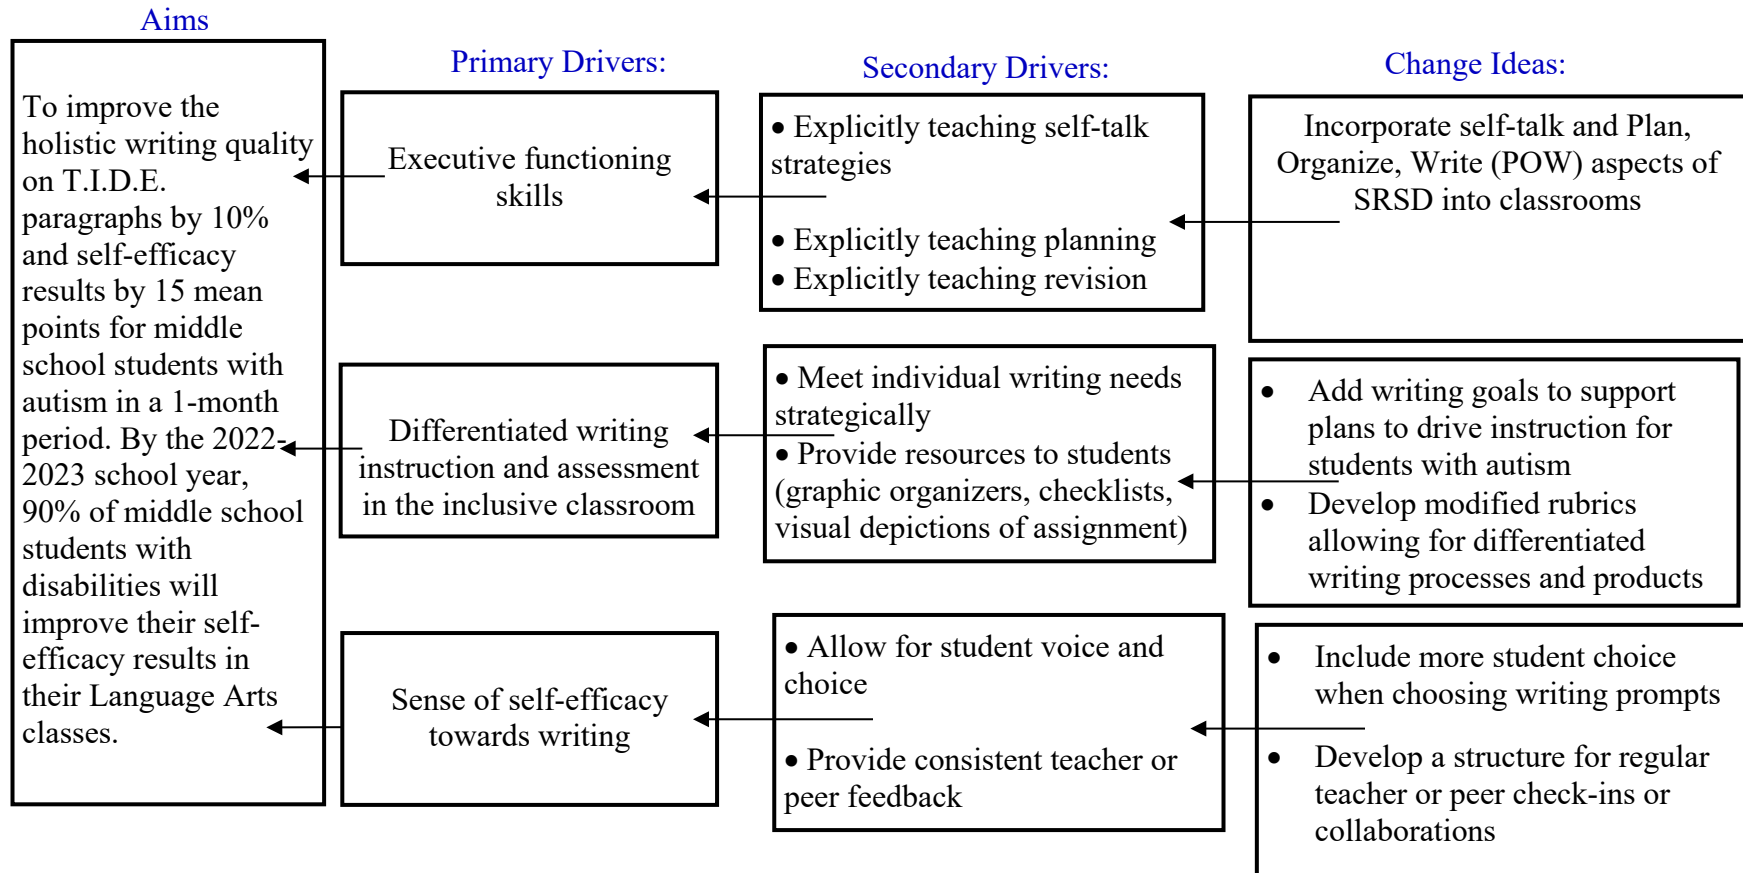 Aims
To improve the
holistic writing quality
on T.I.D.E.
paragraphs by 10%
and self-efficacy
results by 15 mean
points for middle
school students with
autism in a 1-month
period. By the 2022-
2023 school year,
90% of middle school
students with
disabilities will
improve their self-
efficacy results in
their Language Arts
classes.
Primary Drivers:
Executive functioning
skills
Differentiated writing
instruction and assessment
in the inclusive classroom
Sense of self-efficacy
towards writing
Secondary Drivers:
• Explicitly teaching self-talk
strategies
• Explicitly teaching planning
• Explicitly teaching revision
• Meet individual writing needs
strategically
• Provide resources to students
(graphic organizers, checklists,
visual depictions of assignment)
• Allow for student voice and
choice
• Provide consistent teacher or
peer feedback
Change Ideas:
Incorporate self-talk and Plan,
Organize, Write (POW) aspects of
SRSD into classrooms
• Add writing goals to support
plans to drive instruction for
students with autism
• Develop modified rubrics
allowing for differentiated
writing processes and products
• Include more student choice
when choosing writing prompts
• Develop a structure for regular
teacher or peer check-ins or
collaborations